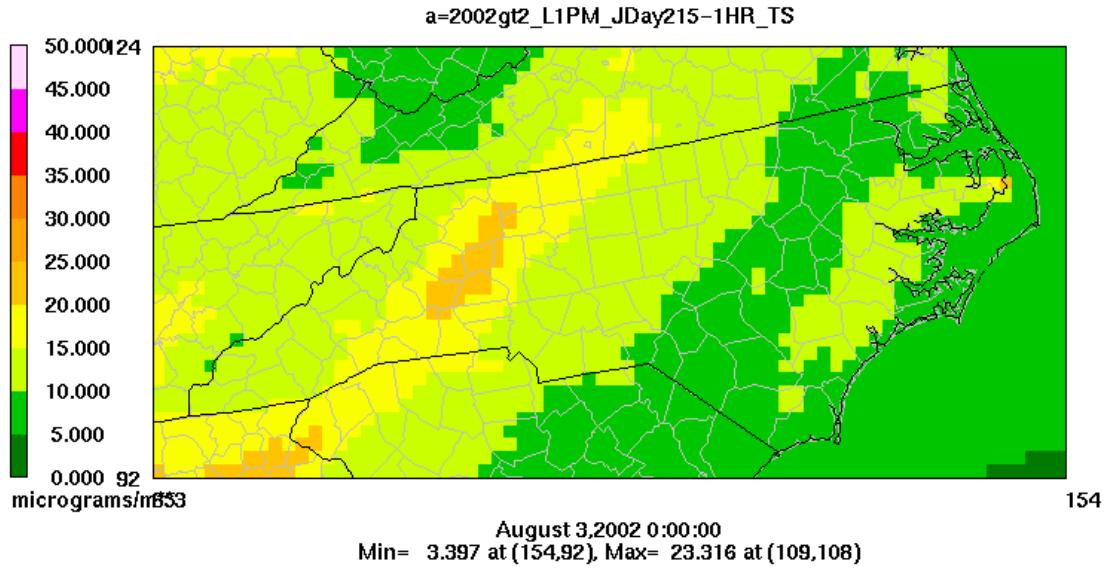 a=2002gt2_L1PM_JDay215-1HR_TS
50.000 124
45.000
40.000
35.000
30.000
25.000
20.000
15.000
10.000
5.000
0.000 92
micrograms/m 53 154
August 3,2002 0:00:00
Min= 3.397 at (154,92), Max= 23.316 at (109,108)